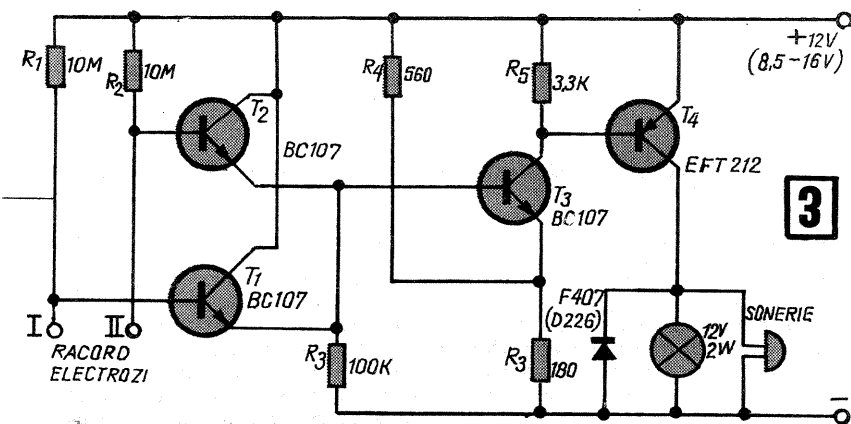 R1 10M
R2 10M
R4 560
R5 3,3K
+12V
(8,5-16V)
T2
BC107
T4
EFT 212
T3
BC107
3
T1
BC107
I
II
RACORD
ELECTROZI
R3 100K
R3 180
F407
(D226)
12V
2W
SONERIE
−